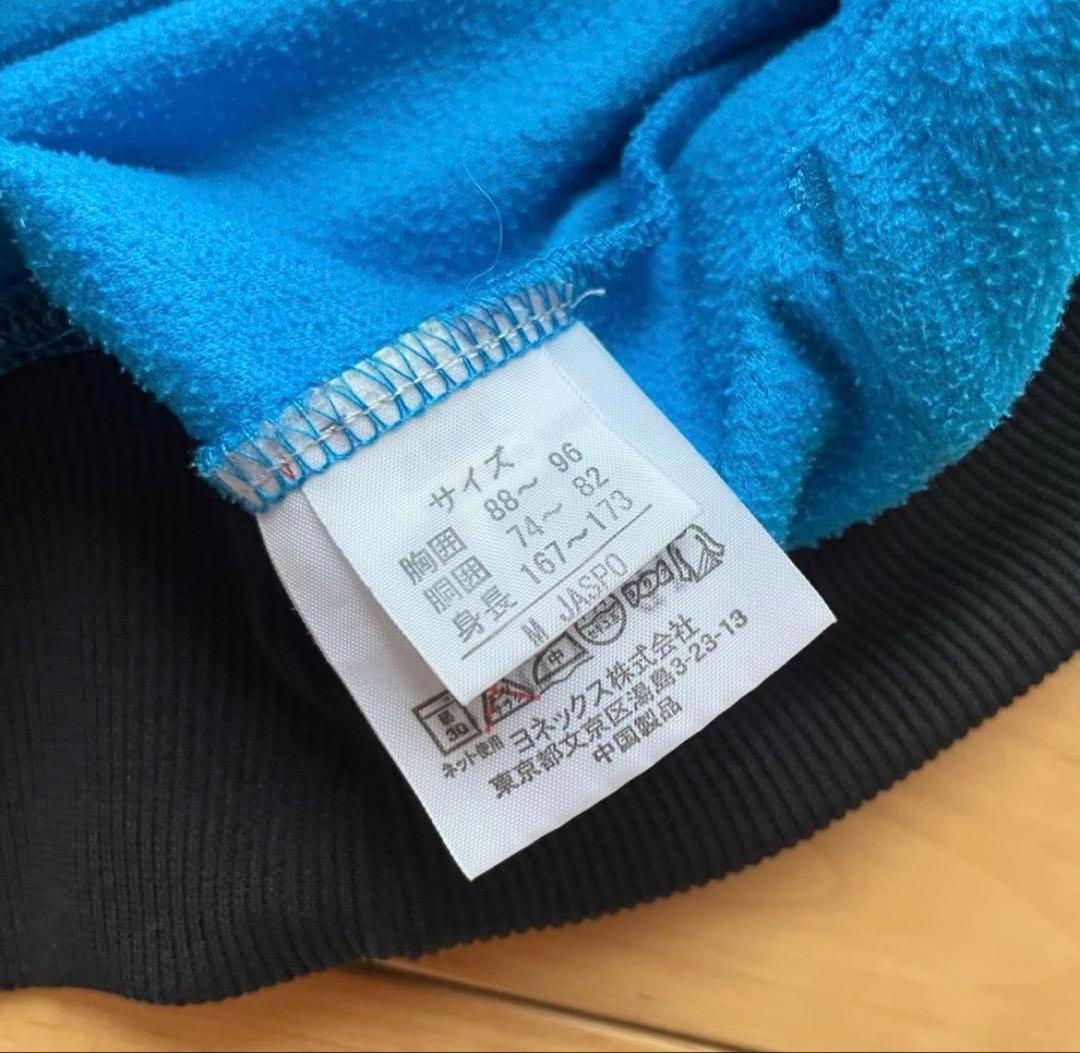 サイズ
胸囲 88〜 96
胴囲 74〜 82
身長 167〜173
M JASPO
30
中
ネット使用
ヨネックス株式会社
東京都文京区湯島3-23-13
中国製品